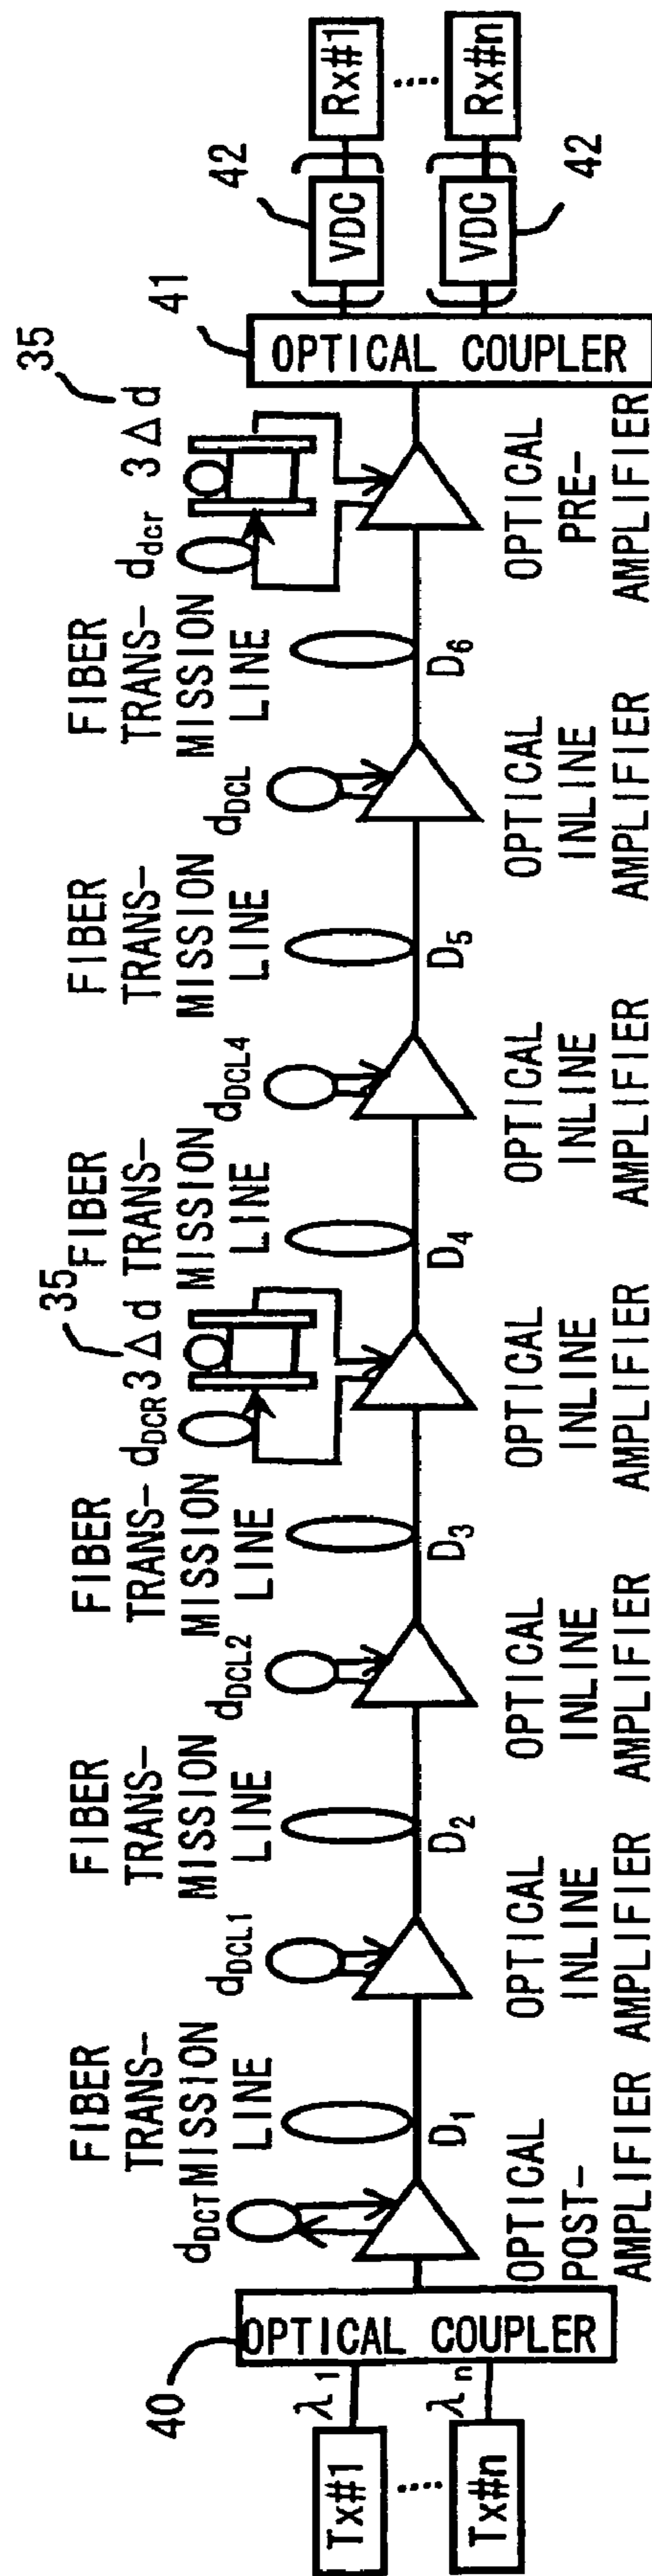 Tx#1
Tx#n
λ1
λn
40
OPTICAL COUPLER
dDCT
OPTICAL
POST-
AMPLIFIER
FIBER
TRANS-
MISSION
LINE
D1
dDCL1
OPTICAL
INLINE
AMPLIFIER
FIBER
TRANS-
MISSION
LINE
D2
dDCL2
OPTICAL
INLINE
AMPLIFIER
FIBER
TRANS-
MISSION
LINE
D3
35
dDCR 3Δd
OPTICAL
INLINE
AMPLIFIER
FIBER
TRANS-
MISSION
LINE
D4
dDCL4
OPTICAL
INLINE
AMPLIFIER
FIBER
TRANS-
MISSION
LINE
D5
dDCL
OPTICAL
INLINE
AMPLIFIER
FIBER
TRANS-
MISSION
LINE
D6
35
ddcr 3Δd
OPTICAL
PRE-
AMPLIFIER
41
OPTICAL COUPLER
42
VDC
VDC
42
Rx#1
Rx#n